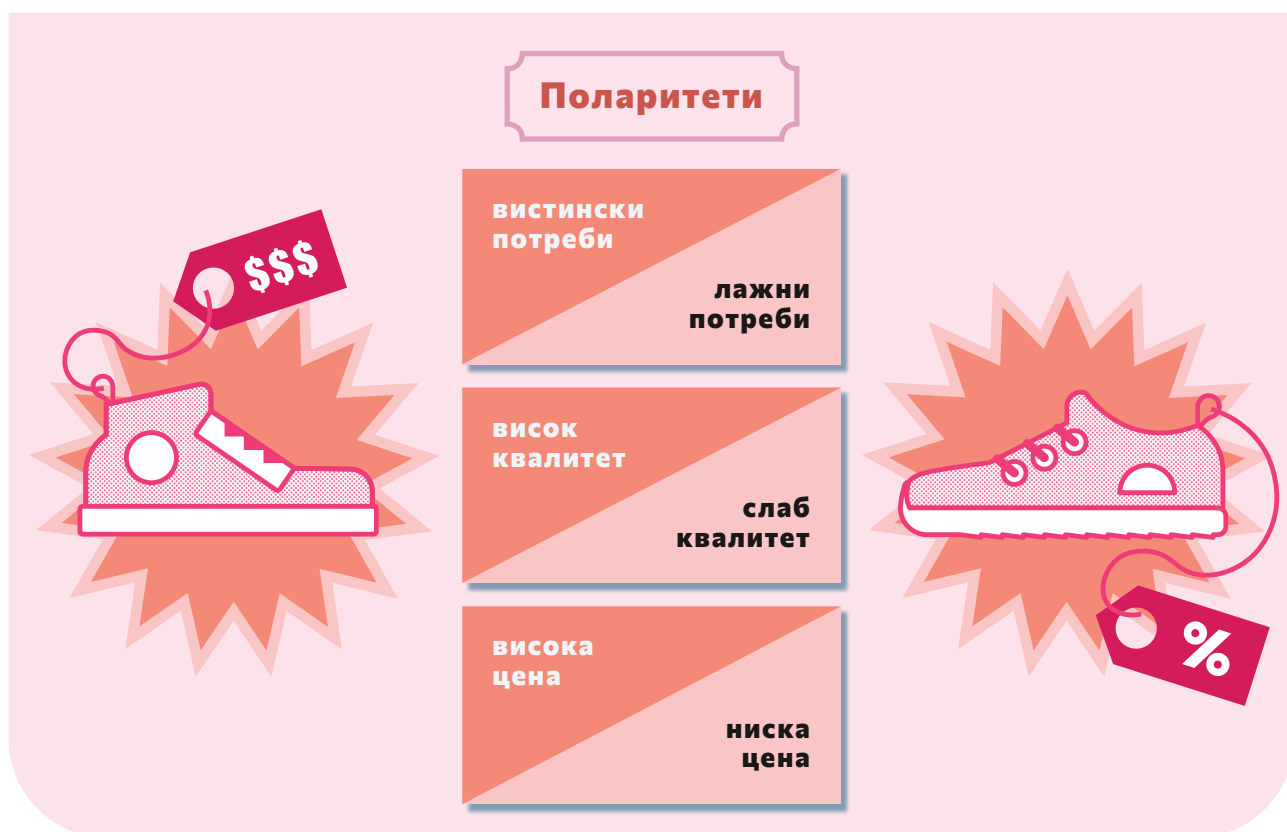 Поларитети
$$$
вистински
потреби
лажни
потреби
висок
квалитет
слаб
квалитет
%
висока
цена
ниска
цена